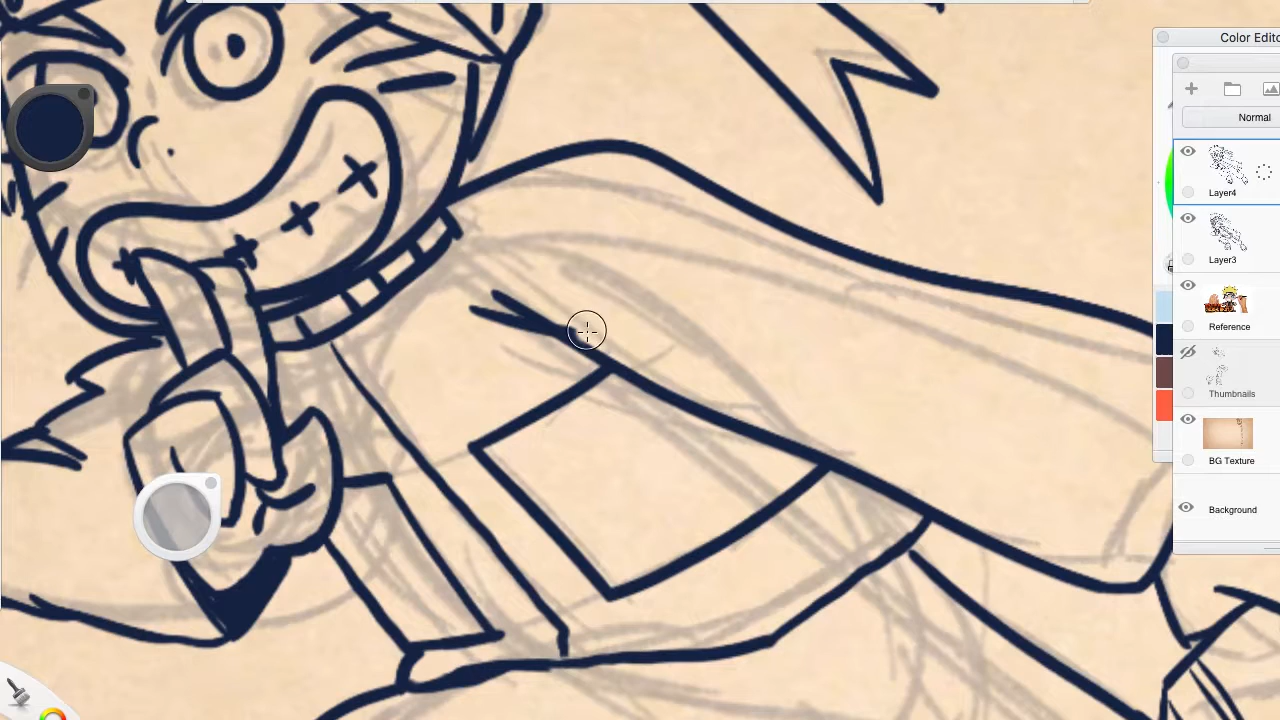 Color Edito
Normal
Layer4
Layer3
Reference
Thumbnails
BG Texture
Background